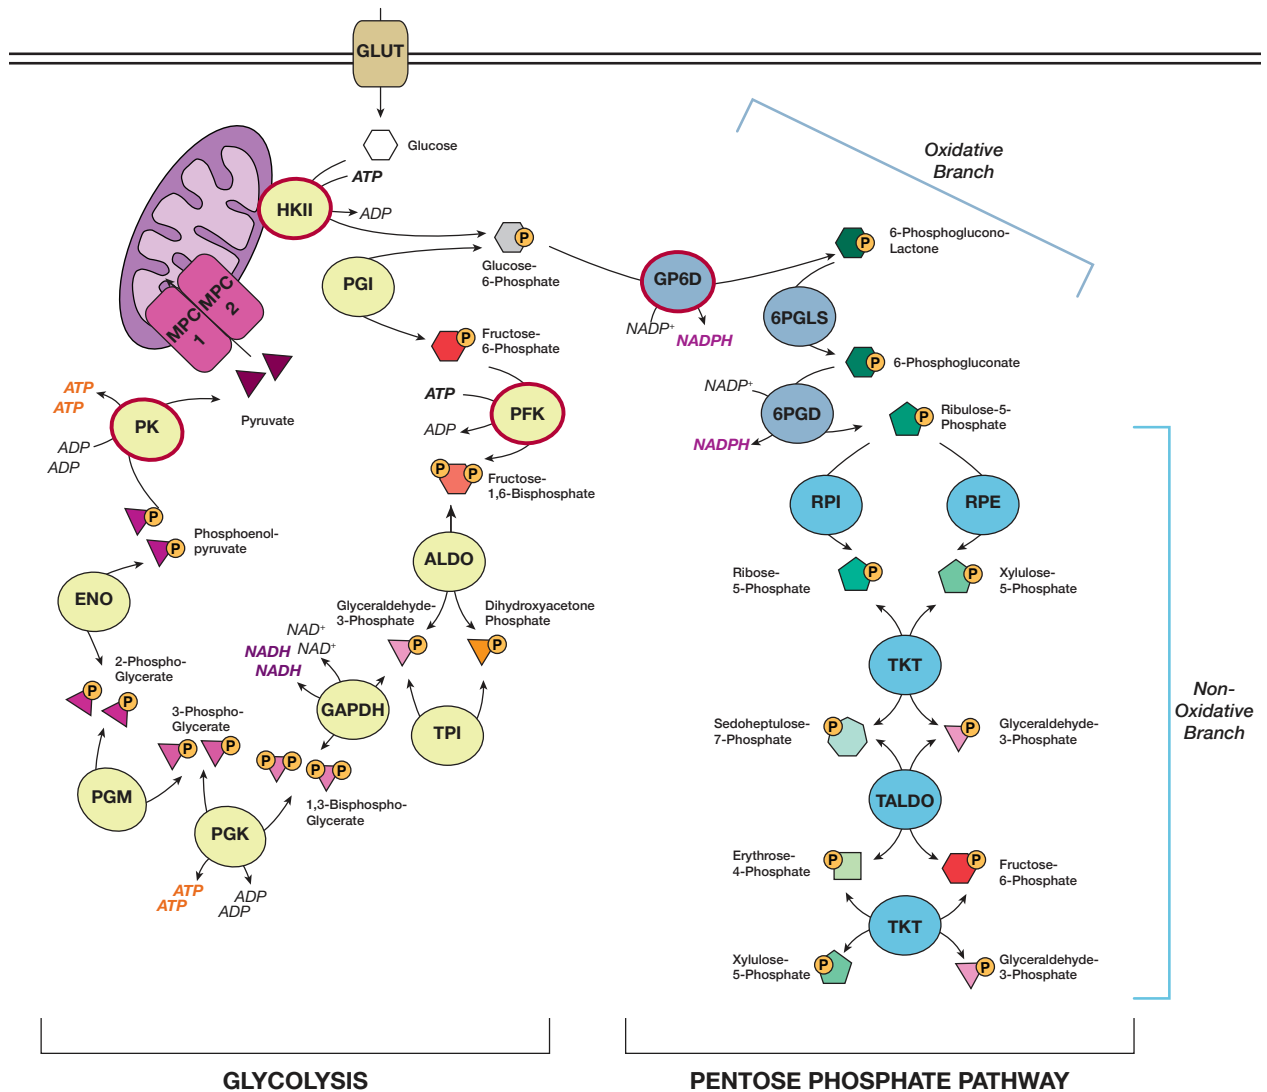 GLUT
Glucose
ATP
HKII
ADP
Oxidative
Branch
P
Glucose-
6-Phosphate
PGI
MPC
1
MPC
2
Fructose-
6-Phosphate
P
ATP
ADP
PFK
P
P
Fructose-
1,6-Bisphosphate
ATP
ATP
PK
ADP
ADP
Pyruvate
P
P
Phosphoenol-
pyruvate
ENO
ALDO
Glyceraldehyde-
3-Phosphate
P
Dihydroxyacetone
Phosphate
P
NAD+
NAD+
NADH
NADH
GAPDH
TPI
2-Phospho-
Glycerate
P
P
3-Phospho-
Glycerate
P
P
P
P
P
P
1,3-Bisphospho-
Glycerate
PGM
PGK
ATP
ATP
ADP
ADP
GP6D
NADP+
NADPH
P
6-Phosphoglucono-
Lactone
6PGLS
P
6-Phosphogluconate
NADP+
6PGD
NADPH
P
Ribulose-5-
Phosphate
RPI
RPE
Ribose-
5-Phosphate
P
P
Xylulose-
5-Phosphate
TKT
Sedoheptulose-
7-Phosphate
P
P
Glyceraldehyde-
3-Phosphate
Non-
Oxidative
Branch
TALDO
Erythrose-
4-Phosphate
P
P
Fructose-
6-Phosphate
TKT
Xylulose-
5-Phosphate
P
P
Glyceraldehyde-
3-Phosphate
GLYCOLYSIS
PENTOSE PHOSPHATE PATHWAY